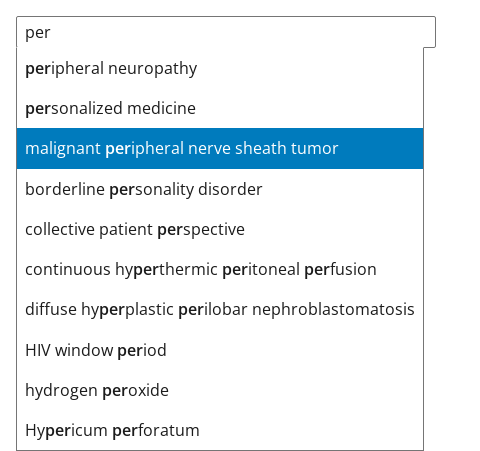 per
peripheral neuropathy
personalized medicine
malignant peripheral nerve sheath tumor
borderline personality disorder
collective patient perspective
continuous hyperthermic peritoneal perfusion
diffuse hyperplastic perilobar nephroblastomatosis
HIV window period
hydrogen peroxide
Hypericum perforatum